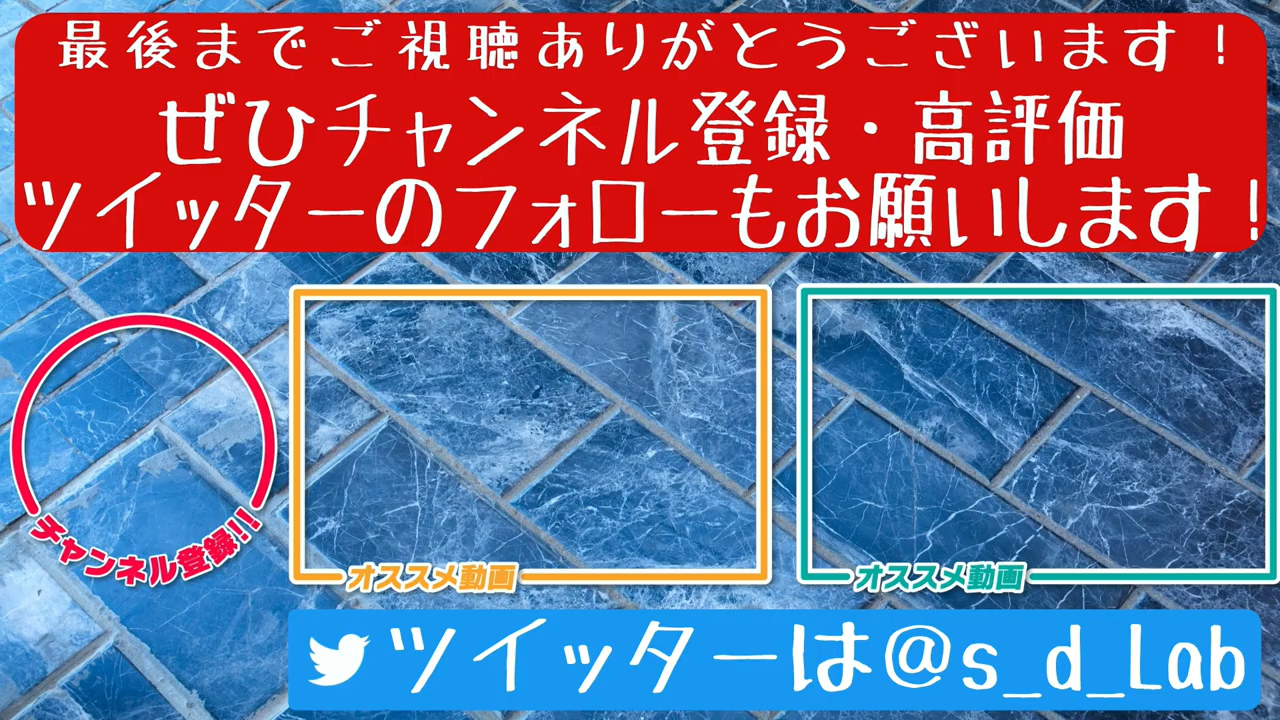 最後までご視聴ありがとうございます！
ぜひチャンネル登録・高評価
ツイッターのフォローもお願いします！
チャンネル登録!!
オススメ動画
オススメ動画
ツイッターは@s_d_Lab